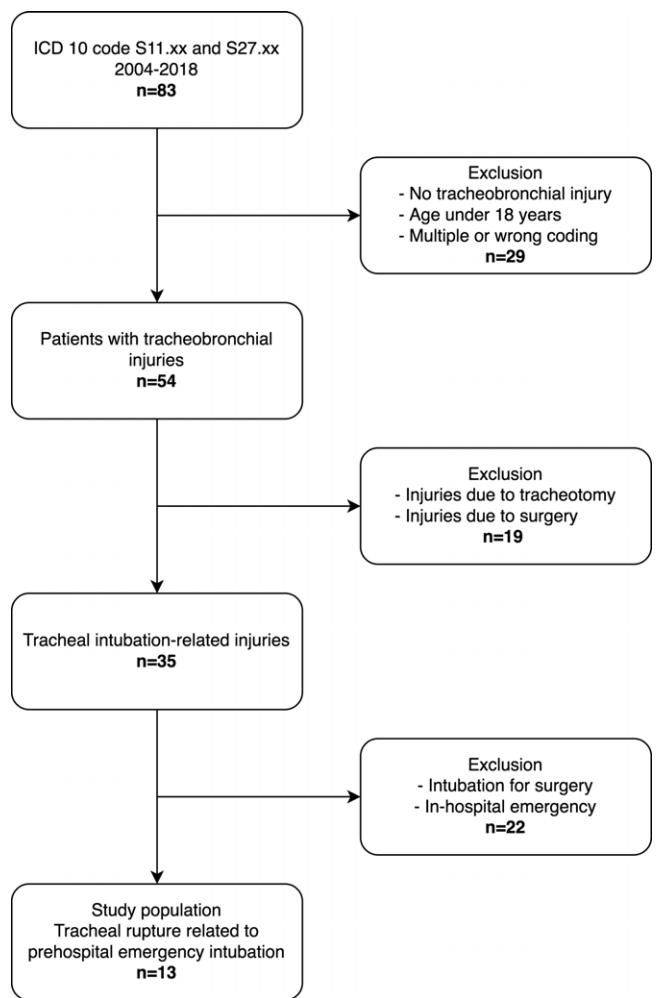 ICD 10 code S11.xx and S27.xx
2004-2018
n=83
Exclusion
- No tracheobronchial injury
- Age under 18 years
- Multiple or wrong coding
n=29
Patients with tracheobronchial
injuries
n=54
Exclusion
- Injuries due to tracheotomy
- Injuries due to surgery
n=19
Tracheal intubation-related injuries
n=35
Exclusion
- Intubation for surgery
- In-hospital emergency
n=22
Study population
Tracheal rupture related to
prehospital emergency intubation
n=13